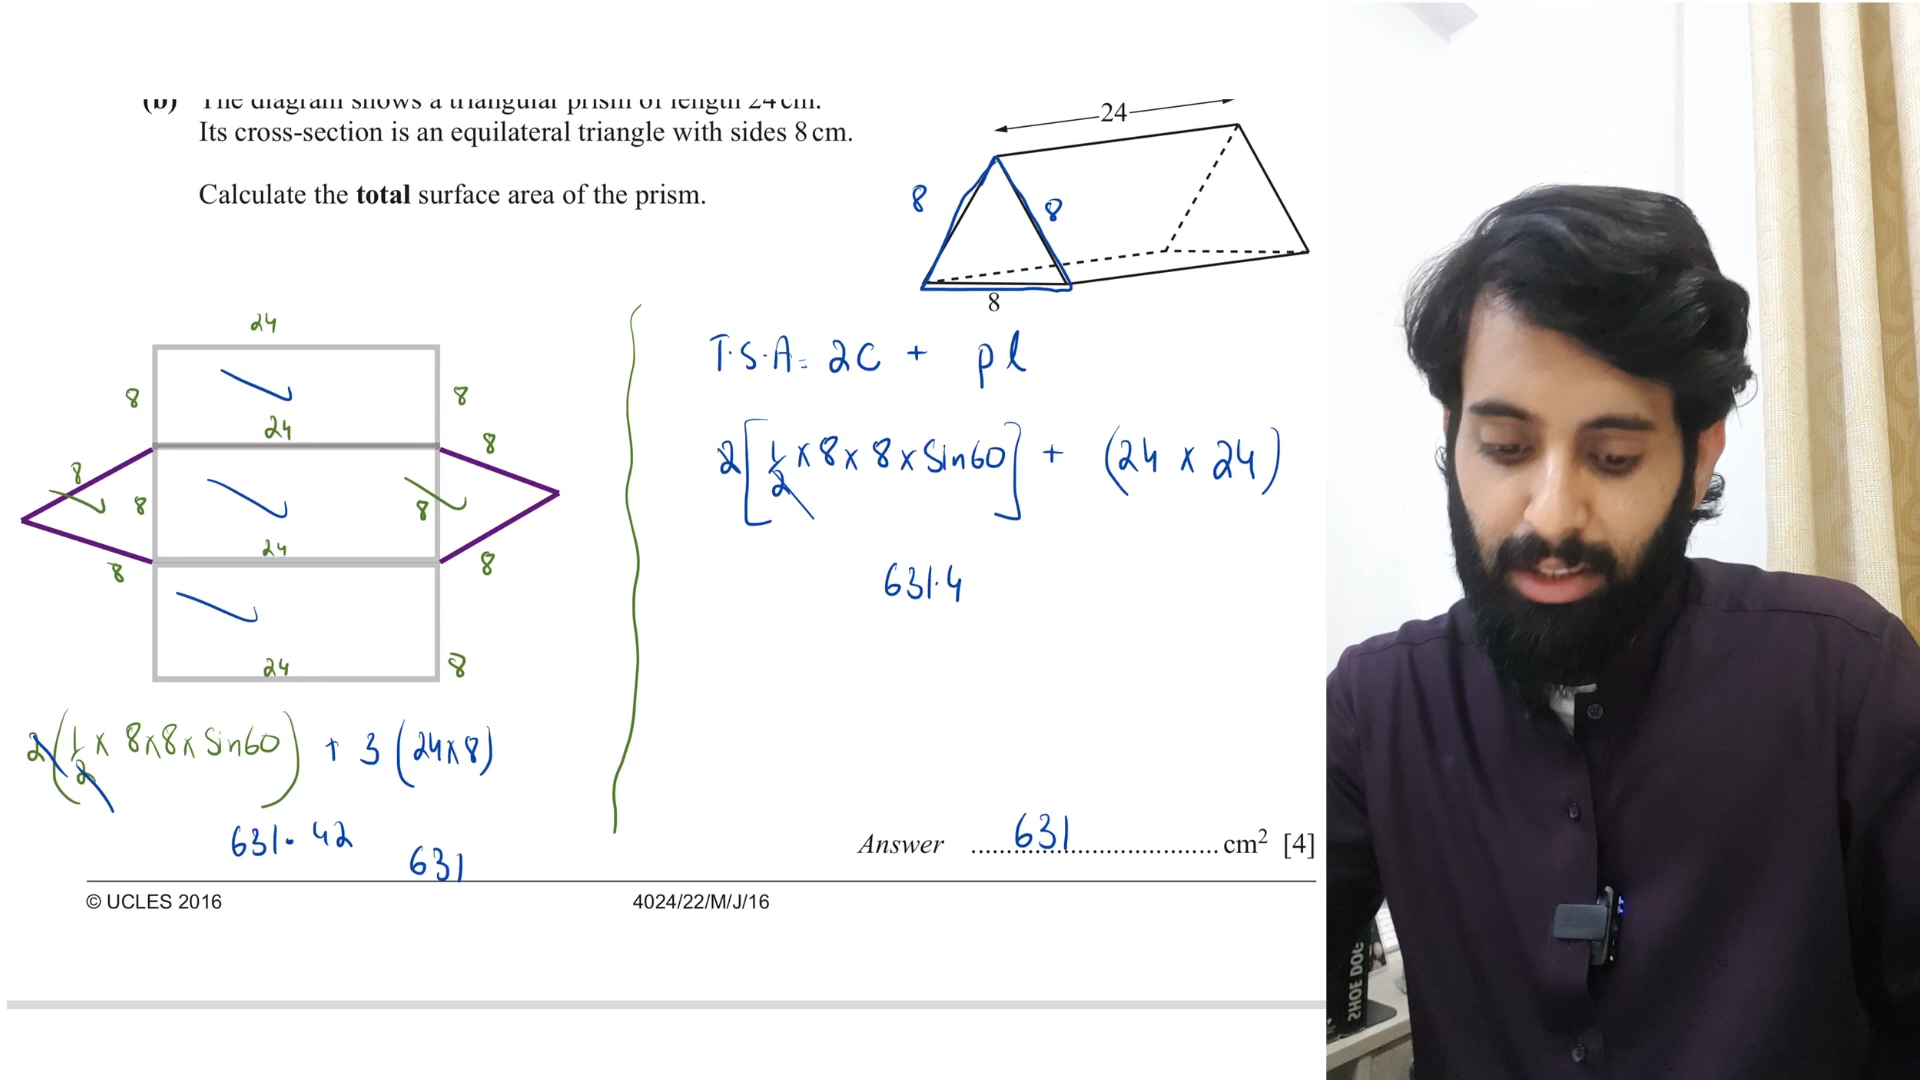 (b) The diagram shows a triangular prism of length 24 cm.
Its cross-section is an equilateral triangle with sides 8 cm.
Calculate the total surface area of the prism.
24
8
8
8
24
8
8
24
8
8
8
8
24
8
8
8
24
T.S.A = 2C + pl
2[1/2 x 8 x 8 x Sin60] + (24 x 24)
631.4
2(1/2 x 8x8x Sin60) + 3(24x8)
631.42
631
Answer 631 cm² [4]
© UCLES 2016
4024/22/M/J/16
SHOE DOG